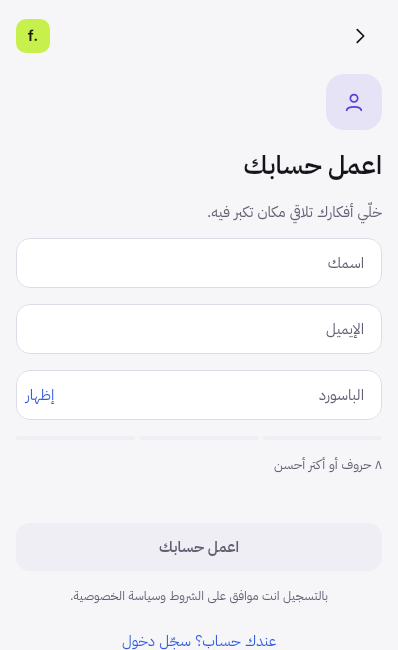 f.
اعمل حسابك
خلّي أفكارك تلاقي مكان تكبر فيه.
اسمك
الإيميل
الباسورد
إظهار
٨ حروف أو أكتر أحسن
اعمل حسابك
بالتسجيل انت موافق على الشروط وسياسة الخصوصية.
عندك حساب؟ سجّل دخول